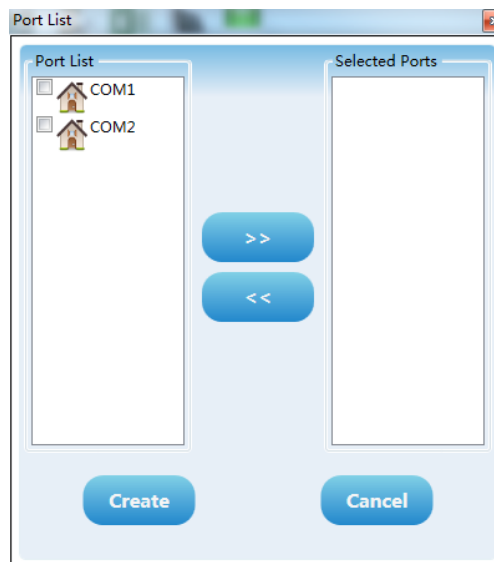 Port List
Port List
Selected Ports
COM1
COM2
>>
<<
Create
Cancel